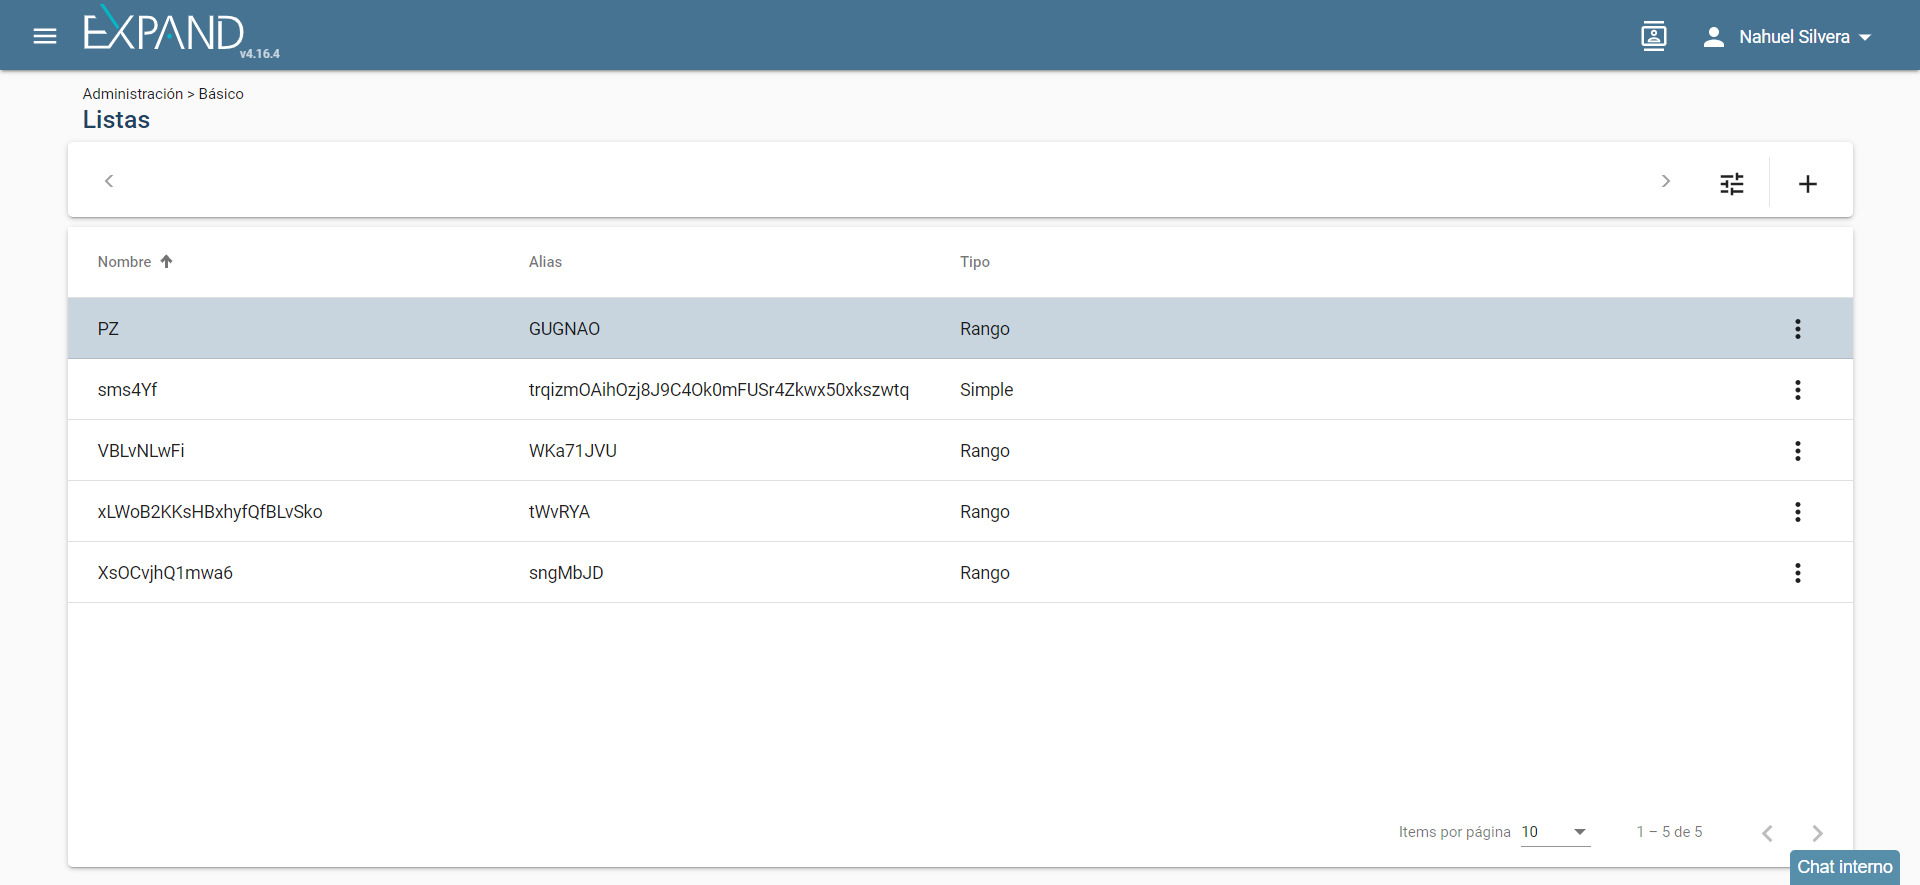 EXPAND
v4.16.4
Nahuel Silvera
Administración > Básico
Listas
Nombre Alias Tipo
PZ GUGNAO Rango
sms4Yf trqizmOAihOzj8J9C4Ok0mFUSr4Zkwx50xkszwtq Simple
VBLvNLwFi WKa71JVU Rango
xLWoB2KKsHBxhyfQfBLvSko tWvRYA Rango
XsOCvjhQ1mwa6 sngMbJD Rango
Items por página 10 1 – 5 de 5
Chat interno